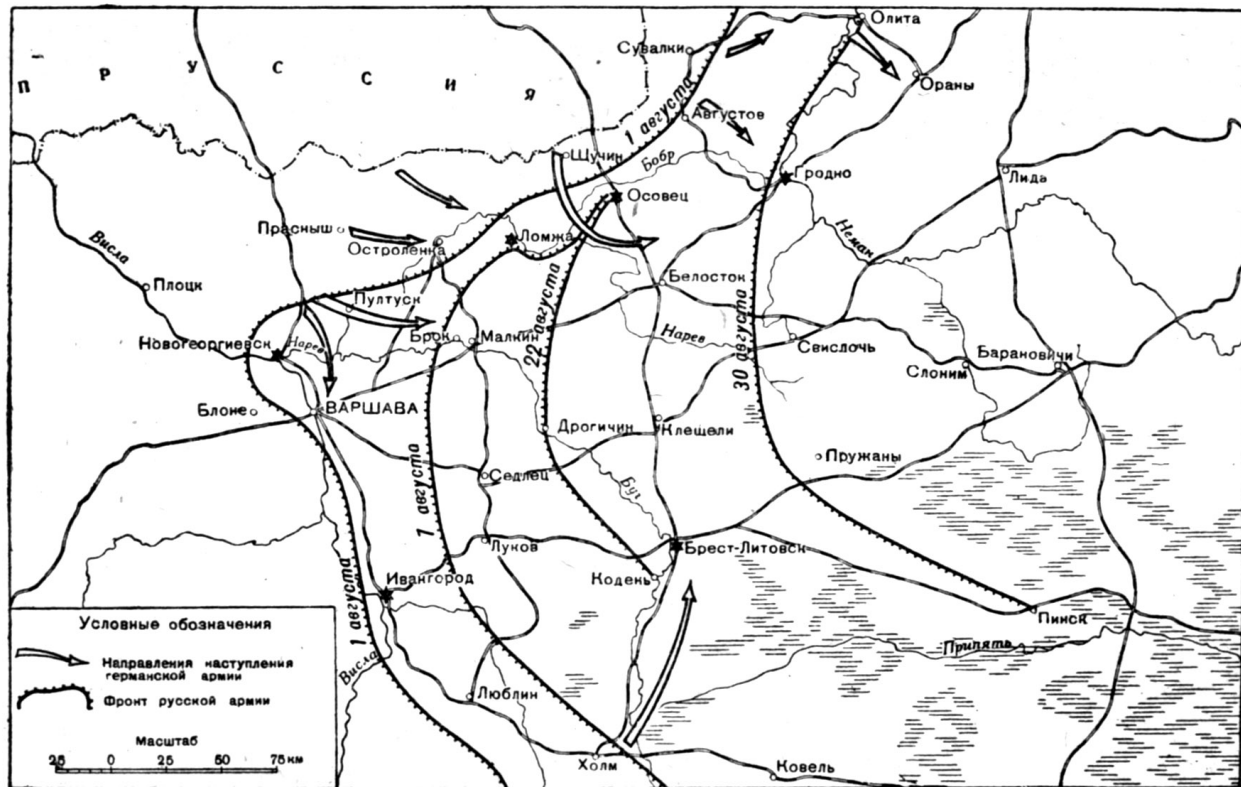 Олита
Сувалки
ПРУССИЯ
Ораны
1 августа
Августов
Щучин
Бобр
Гродно
Лида
Осовец
Висла
Прасныш
Ломжа
Остроленка
Неман
Белосток
Плоцк
Пултуск
22 августа
Нарев
Брок
Малкин
Новогеоргиевск
Нарев
Свислочь
30 августа
Барановичи
Слоним
Блоне
ВАРШАВА
Дрогичин
Клещели
Пружаны
Седлец
1 августа
Буг
Луков
Брест-Литовск
Кодень
Ивангород
1 августа
Пинск
Припять
Висла
Люблин
Холм
Ковель
Условные обозначения
Направления наступления
германской армии
Фронт русской армии
Масштаб
25 0 25 50 75 км